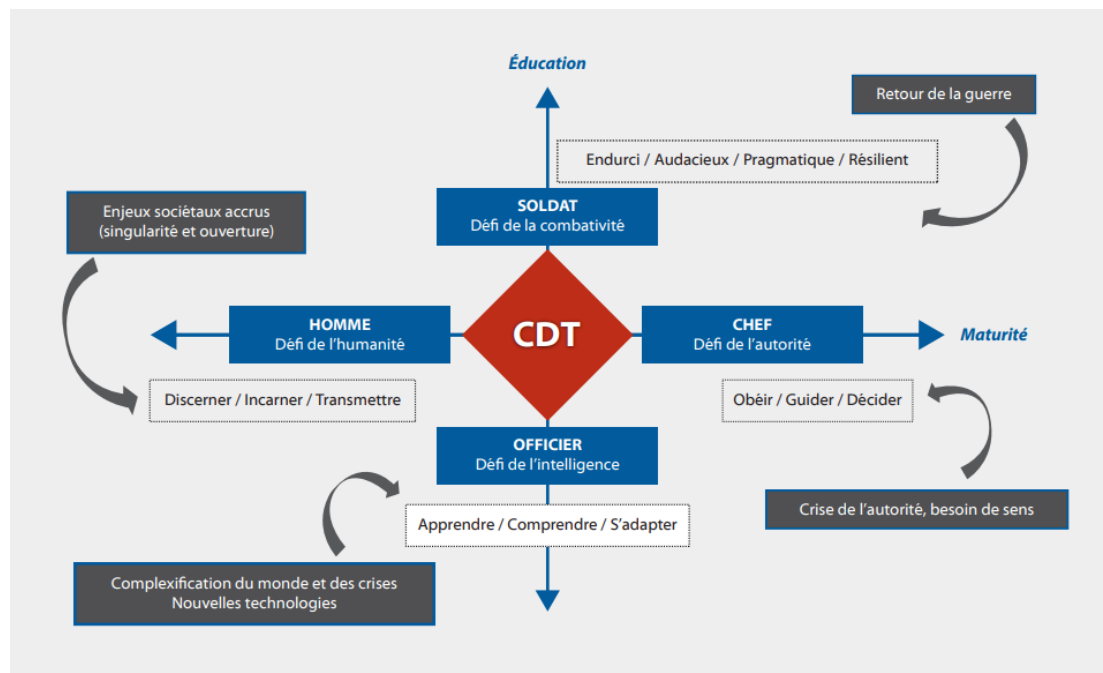 Éducation
Retour de la guerre
Endurci / Audacieux / Pragmatique / Résilient
Enjeux sociétaux accrus
(singularité et ouverture)
SOLDAT
Défi de la combativité
HOMME
Défi de l'humanité
CDT
CHEF
Défi de l'autorité
Maturité
Discerner / Incarner / Transmettre
Obéir / Guider / Décider
OFFICIER
Défi de l'intelligence
Crise de l'autorité, besoin de sens
Apprendre / Comprendre / S'adapter
Complexification du monde et des crises
Nouvelles technologies